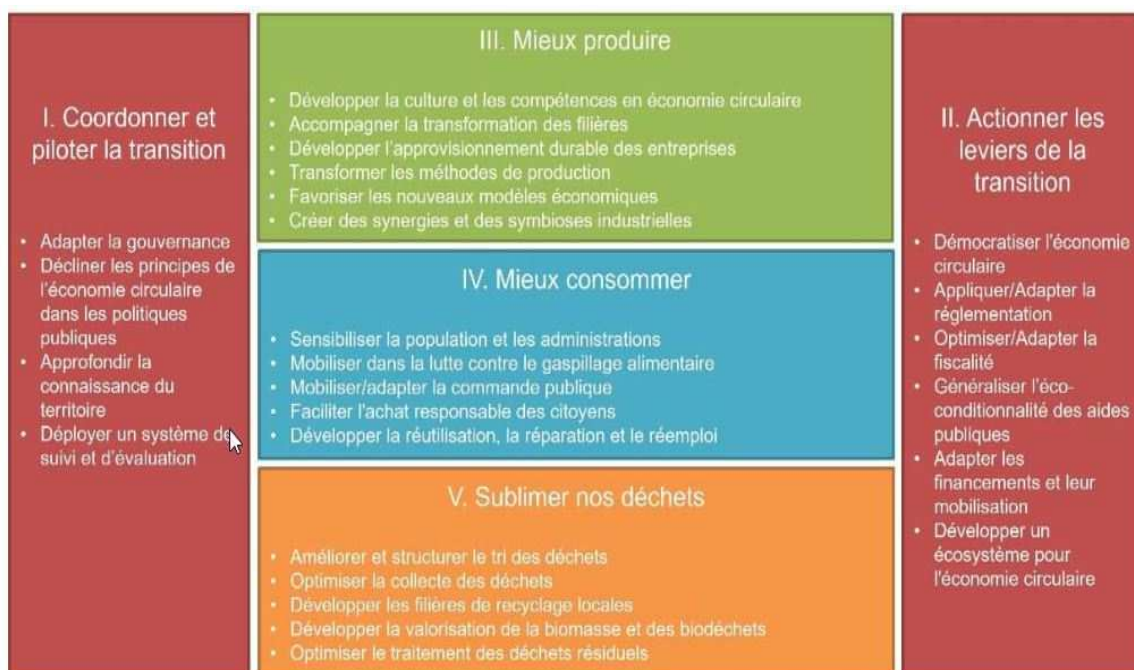 I. Coordonner et
piloter la transition
• Adapter la gouvernance
• Décliner les principes de
l'économie circulaire
dans les politiques
publiques
• Approfondir la
connaissance du
territoire
• Déployer un système de
suivi et d'évaluation
III. Mieux produire
• Développer la culture et les compétences en économie circulaire
• Accompagner la transformation des filières
• Développer l'approvisionnement durable des entreprises
• Transformer les méthodes de production
• Favoriser les nouveaux modèles économiques
• Créer des synergies et des symbioses industrielles
IV. Mieux consommer
• Sensibiliser la population et les administrations
• Mobiliser dans la lutte contre le gaspillage alimentaire
• Mobiliser/adapter la commande publique
• Faciliter l'achat responsable des citoyens
• Développer la réutilisation, la réparation et le réemploi
V. Sublimer nos déchets
• Améliorer et structurer le tri des déchets
• Optimiser la collecte des déchets
• Développer les filières de recyclage locales
• Développer la valorisation de la biomasse et des biodéchets
• Optimiser le traitement des déchets résiduels
II. Actionner les
leviers de la
transition
• Démocratiser l'économie
circulaire
• Appliquer/Adapter la
réglementation
• Optimiser/Adapter la
fiscalité
• Généraliser l'éco-
conditionnalité des aides
publiques
• Adapter les
financements et leur
mobilisation
• Développer un
écosystème pour
l'économie circulaire